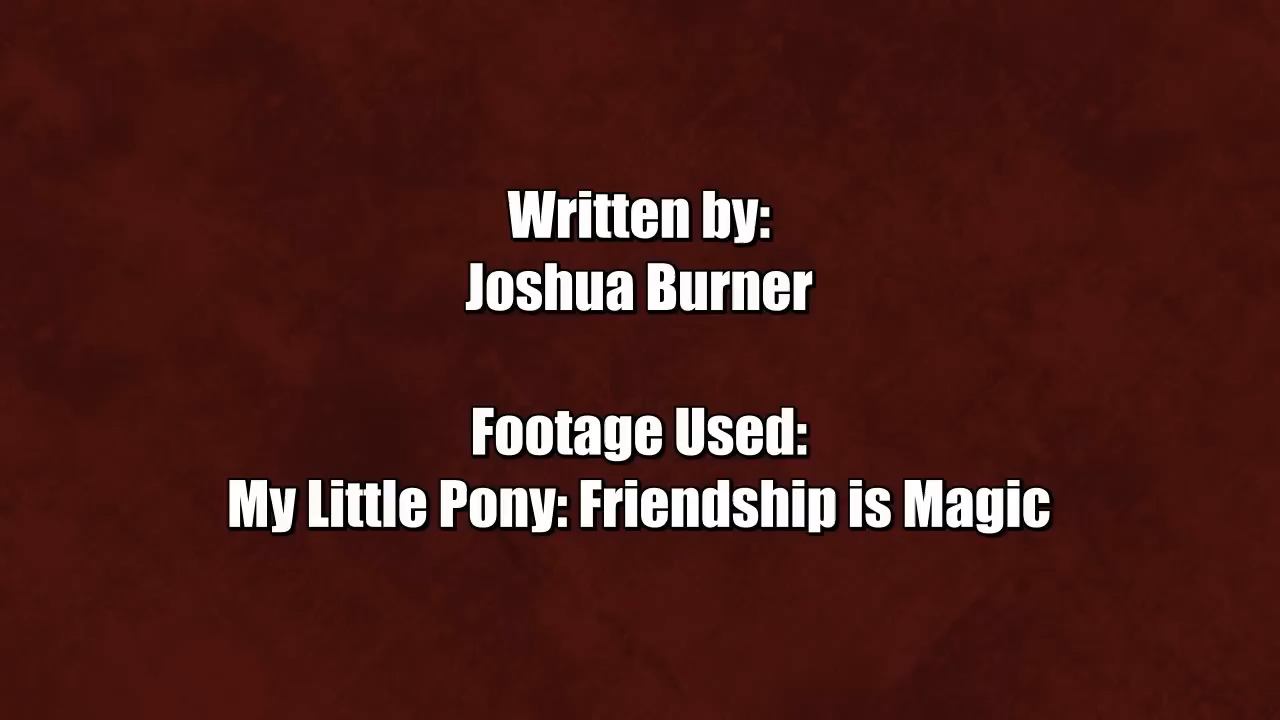 Written by:
Joshua Burner
Footage Used:
My Little Pony: Friendship is Magic